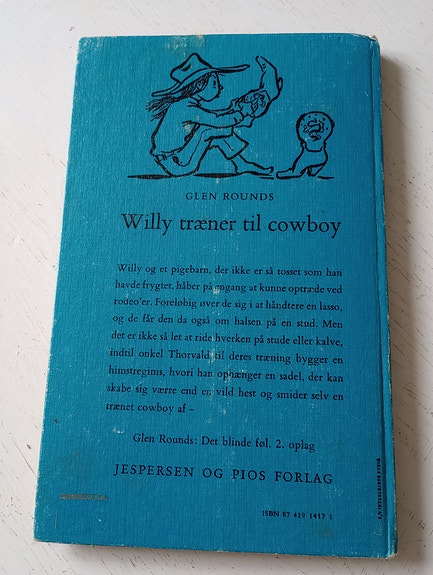 GLEN ROUNDS
Willy træner til cowboy
Willy og et pigebarn, der ikke er så tosset som han
havde frygtet, håber på engang at kunne optræde ved
rodeo'er. Foreløbig øver de sig i at håndtere en lasso,
og de får den da også om halsen på en stud. Men
det er ikke så let at ride hverken på stude eller kalve,
indtil onkel Thorvald til deres træning bygger en
himstregims, hvori han ophænger en sadel, der kan
skabe sig værre end en vild hest og smider selv en
trænet cowboy af –
Glen Rounds: Det blinde føl. 2. oplag
JESPERSEN OG PIOS FORLAG
ISBN 87 419 1417 1